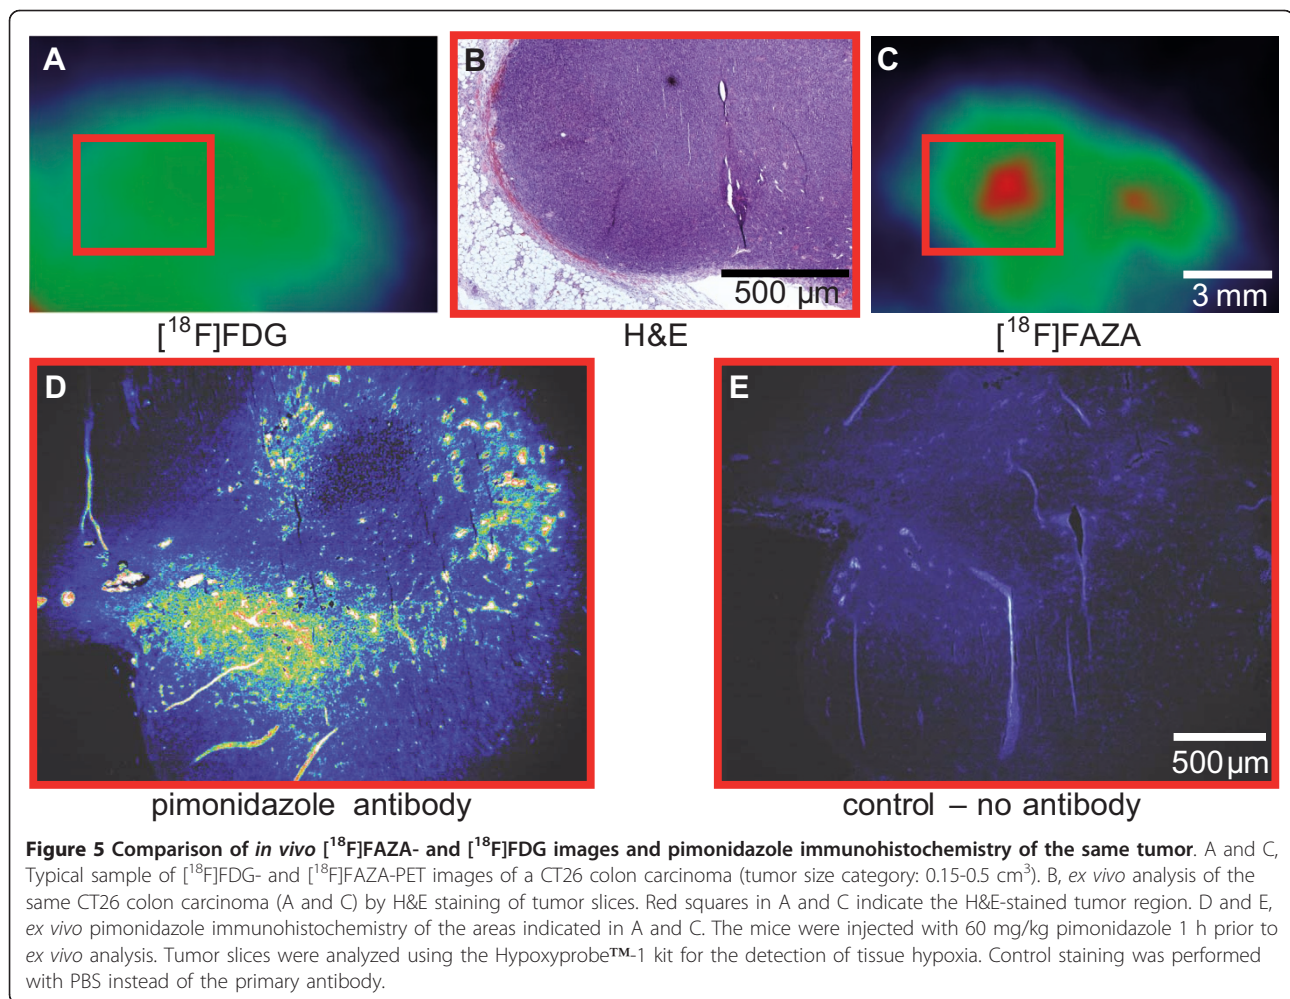 A
B
C
500 µm
3 mm
[18F]FDG
H&E
[18F]FAZA
D
E
500 µm
pimonidazole antibody
control – no antibody
Figure 5 Comparison of in vivo [18F]FAZA- and [18F]FDG images and pimonidazole immunohistochemistry of the same tumor. A and C,
Typical sample of [18F]FDG- and [18F]FAZA-PET images of a CT26 colon carcinoma (tumor size category: 0.15-0.5 cm3). B, ex vivo analysis of the
same CT26 colon carcinoma (A and C) by H&E staining of tumor slices. Red squares in A and C indicate the H&E-stained tumor region. D and E,
ex vivo pimonidazole immunohistochemistry of the areas indicated in A and C. The mice were injected with 60 mg/kg pimonidazole 1 h prior to
ex vivo analysis. Tumor slices were analyzed using the Hypoxyprobe™-1 kit for the detection of tissue hypoxia. Control staining was performed
with PBS instead of the primary antibody.